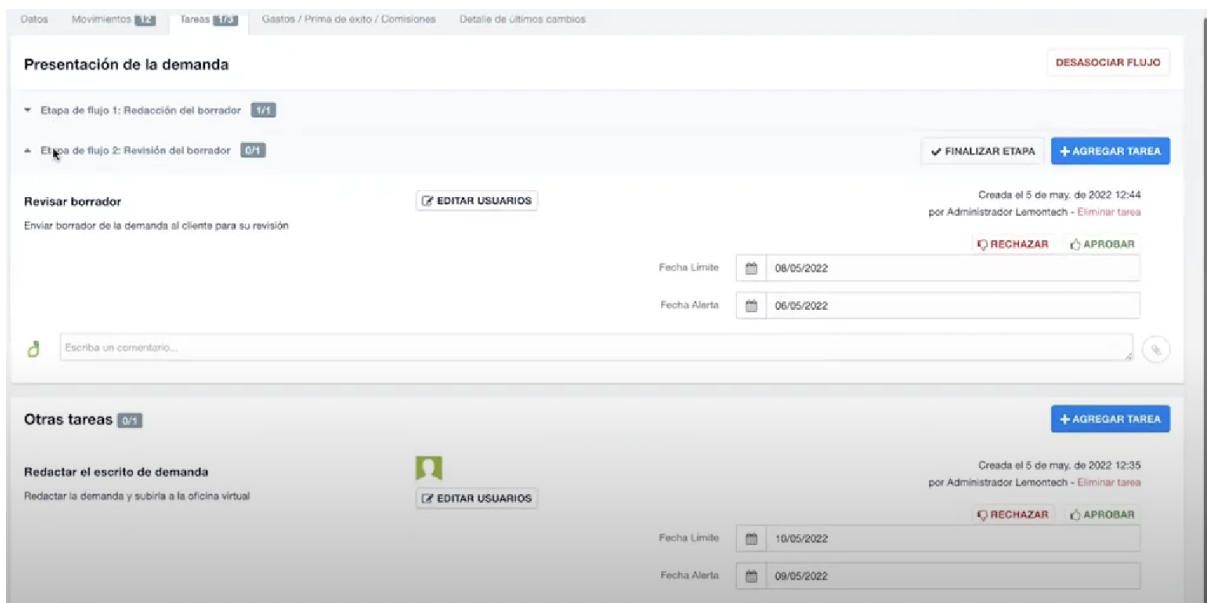 Datos Movimientos 12 Tareas 1/3 Gastos / Prima de exito / Comisiones Detalle de últimos cambios
Presentación de la demanda
DESASOCIAR FLUJO
Etapa de flujo 1: Redacción del borrador 1/1
Etapa de flujo 2: Revisión del borrador 0/1
FINALIZAR ETAPA
AGREGAR TAREA
Revisar borrador
EDITAR USUARIOS
Creada el 5 de may. de 2022 12:44
Enviar borrador de la demanda al cliente para su revisión
por Administrador Lemontech - Eliminar tarea
RECHAZAR
APROBAR
Fecha Límite 08/05/2022
Fecha Alerta 06/05/2022
Escriba un comentario...
Otras tareas 0/1
AGREGAR TAREA
Redactar el escrito de demanda
Creada el 5 de may. de 2022 12:35
Redactar la demanda y subirla a la oficina virtual
EDITAR USUARIOS
por Administrador Lemontech - Eliminar tarea
RECHAZAR
APROBAR
Fecha Límite 10/05/2022
Fecha Alerta 09/05/2022